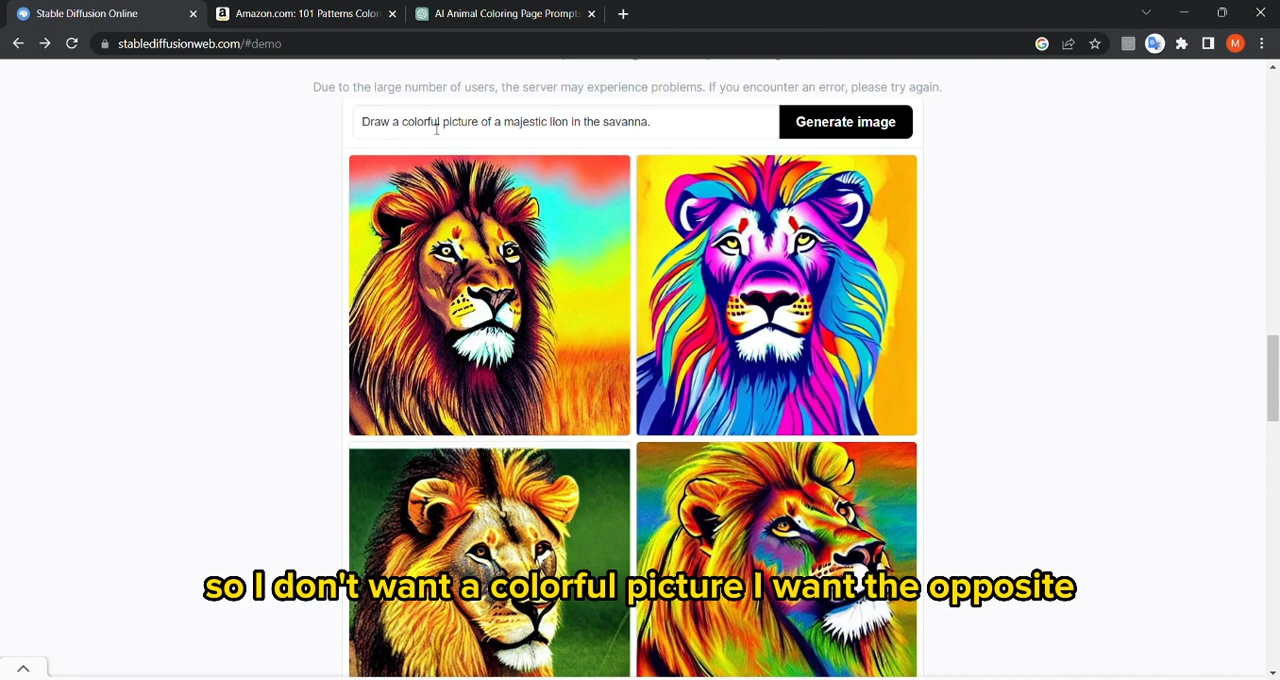 Stable Diffusion Online
Amazon.com: 101 Patterns Color
AI Animal Coloring Page Prompts
stablediffusionweb.com/#demo
M
Due to the large number of users, the server may experience problems. If you encounter an error, please try again.
Draw a colorful picture of a majestic lion in the savanna.
Generate image
so I don't want a colorful picture I want the opposite